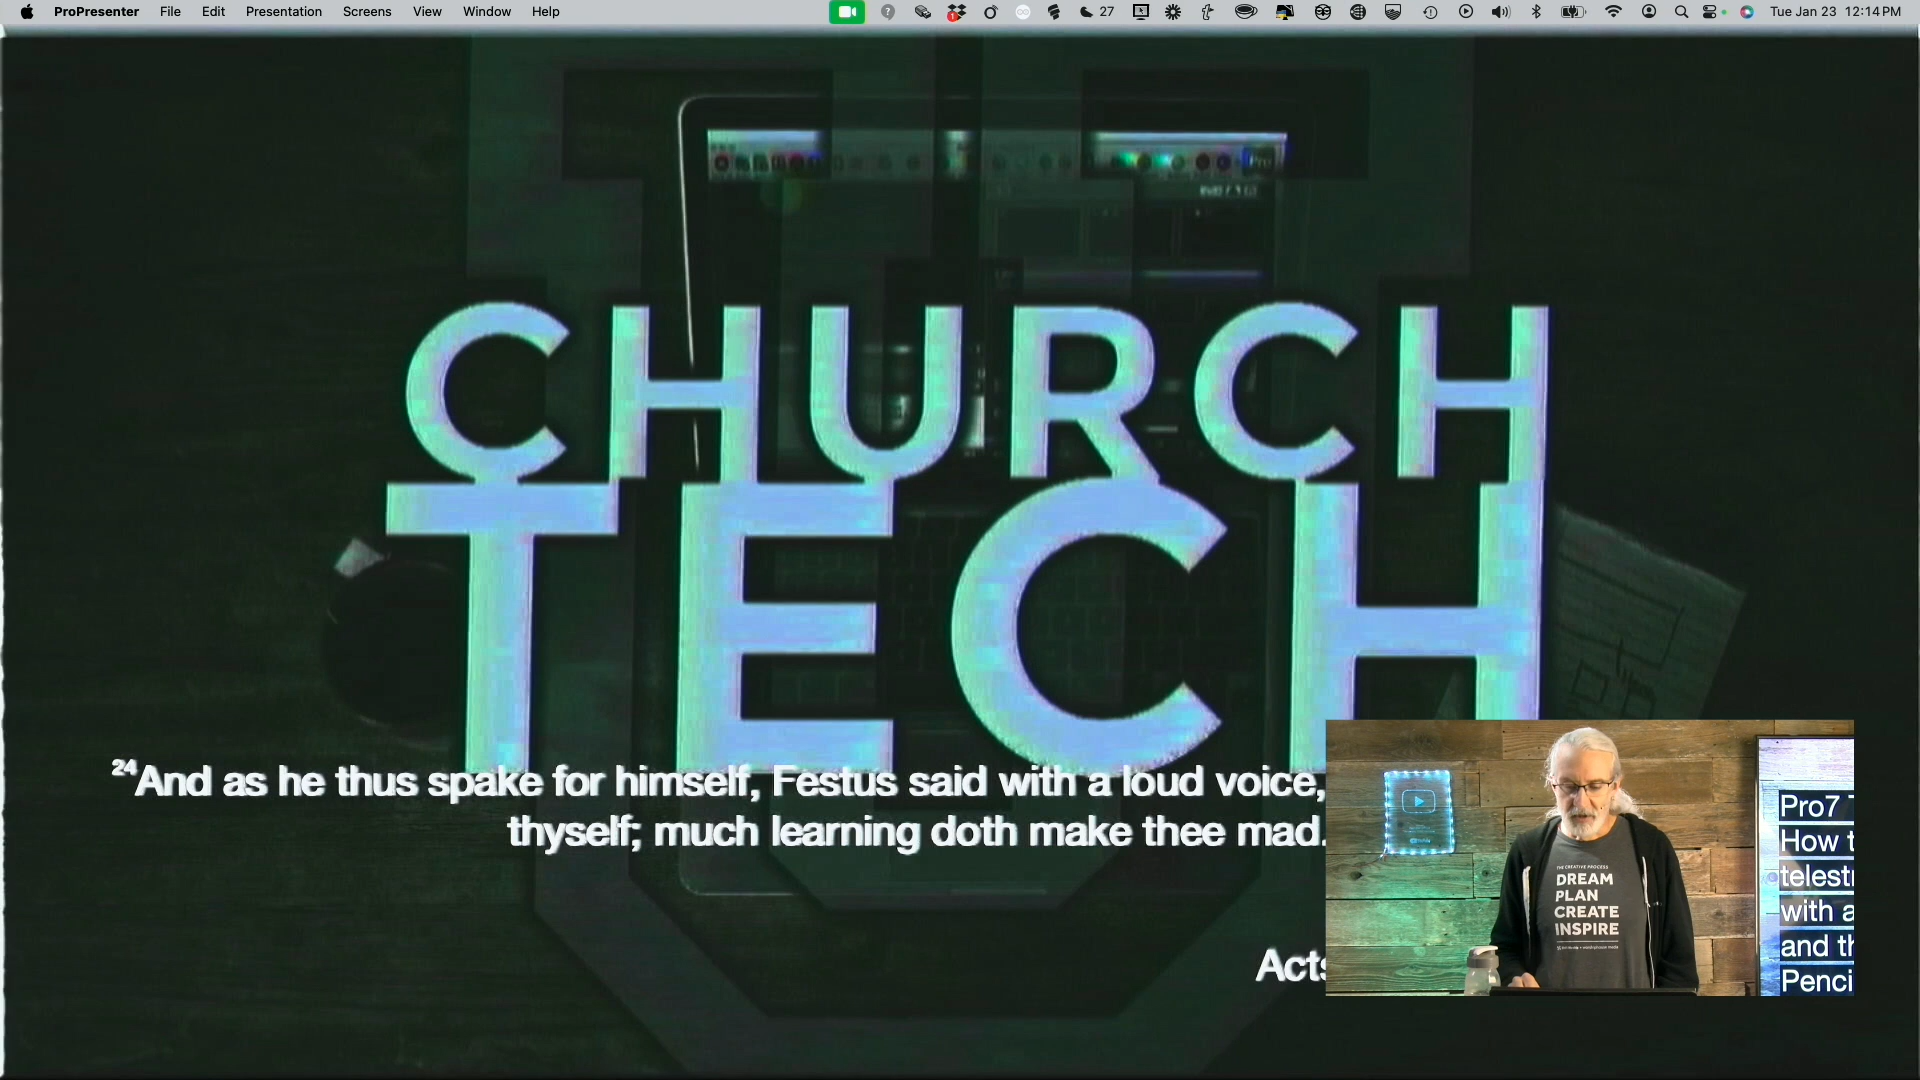 ProPresenter File Edit Presentation Screens View Window Help 27 Tue Jan 23 12:14 PM
Pro
CHURCH
TECH
24And as he thus spake for himself, Festus said with a loud voice,
thyself; much learning doth make thee mad.
Acts
DREAM
PLAN
CREATE
INSPIRE
Pro7
How t
telestr
with a
and th
Penci